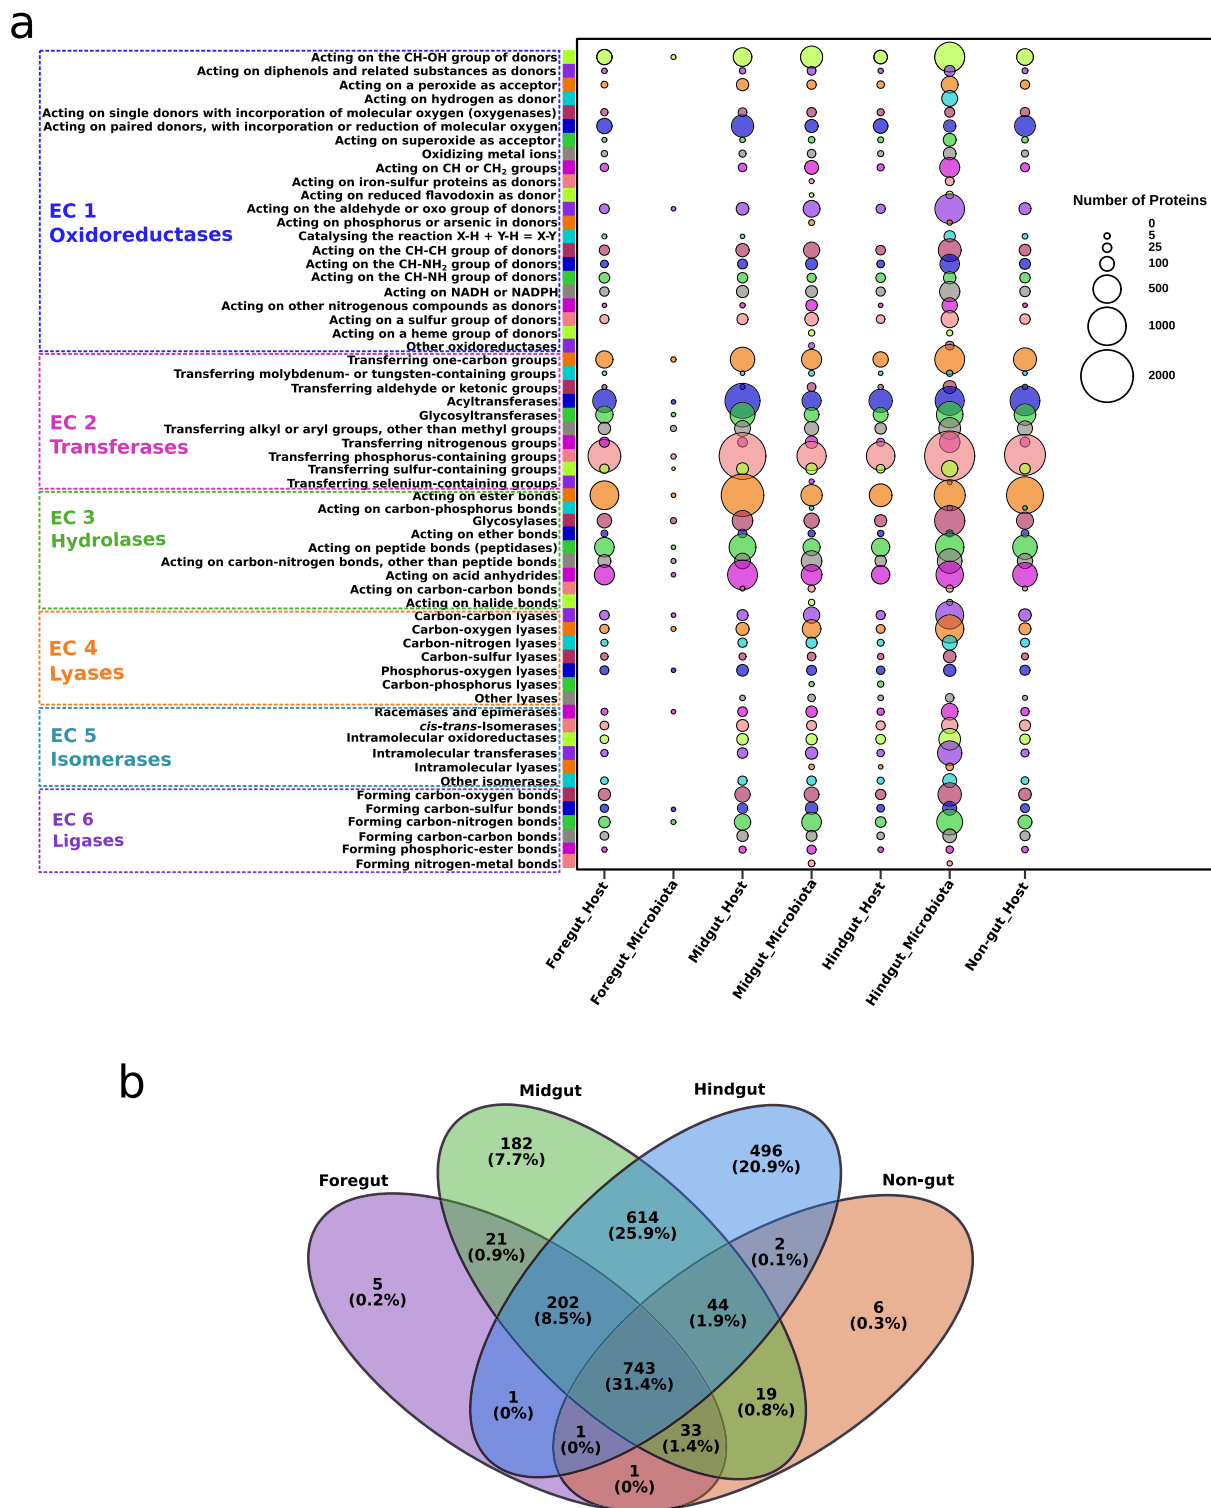 a
Acting on the CH-OH group of donors
Acting on diphenols and related substances as donors
Acting on a peroxide as acceptor
Acting on hydrogen as donor
Acting on single donors with incorporation of molecular oxygen (oxygenases)
Acting on paired donors, with incorporation or reduction of molecular oxygen
Acting on superoxide as acceptor
Oxidizing metal ions
Acting on CH or CH₂ groups
Acting on iron-sulfur proteins as donors
Acting on reduced flavodoxin as donor
Acting on the aldehyde or oxo group of donors
Acting on phosphorus or arsenic in donors
Catalysing the reaction X-H + Y-H = X-Y
Acting on the CH-CH group of donors
Acting on the CH-NH₂ group of donors
Acting on the CH-NH group of donors
Acting on NADH or NADPH
Acting on other nitrogenous compounds as donors
Acting on a sulfur group of donors
Acting on a heme group of donors
Other oxidoreductases
EC 1
Oxidoreductases
Transferring one-carbon groups
Transferring molybdenum- or tungsten-containing groups
Transferring aldehyde or ketonic groups
Acyltransferases
Glycosyltransferases
Transferring alkyl or aryl groups, other than methyl groups
Transferring nitrogenous groups
Transferring phosphorus-containing groups
Transferring sulfur-containing groups
Transferring selenium-containing groups
EC 2
Transferases
Acting on ester bonds
Acting on carbon-phosphorus bonds
Glycosylases
Acting on ether bonds
Acting on peptide bonds (peptidases)
Acting on carbon-nitrogen bonds, other than peptide bonds
Acting on acid anhydrides
Acting on carbon-carbon bonds
Acting on halide bonds
EC 3
Hydrolases
Carbon-carbon lyases
Carbon-oxygen lyases
Carbon-nitrogen lyases
Carbon-sulfur lyases
Phosphorus-oxygen lyases
Carbon-phosphorus lyases
Other lyases
EC 4
Lyases
Racemases and epimerases
cis-trans-Isomerases
Intramolecular oxidoreductases
Intramolecular transferases
Intramolecular lyases
Other isomerases
EC 5
Isomerases
Forming carbon-oxygen bonds
Forming carbon-sulfur bonds
Forming carbon-nitrogen bonds
Forming carbon-carbon bonds
Forming phosphoric-ester bonds
Forming nitrogen-metal bonds
EC 6
Ligases
Number of Proteins
0
5
25
100
500
1000
2000
Foregut_Host
Foregut_Microbiota
Midgut_Host
Midgut_Microbiota
Hindgut_Host
Hindgut_Microbiota
Non-gut_Host
b
Midgut
Hindgut
Foregut
Non-gut
182
(7.7%)
496
(20.9%)
614
(25.9%)
21
(0.9%)
2
(0.1%)
5
(0.2%)
202
(8.5%)
44
(1.9%)
6
(0.3%)
743
(31.4%)
1
(0%)
19
(0.8%)
1
(0%)
33
(1.4%)
1
(0%)